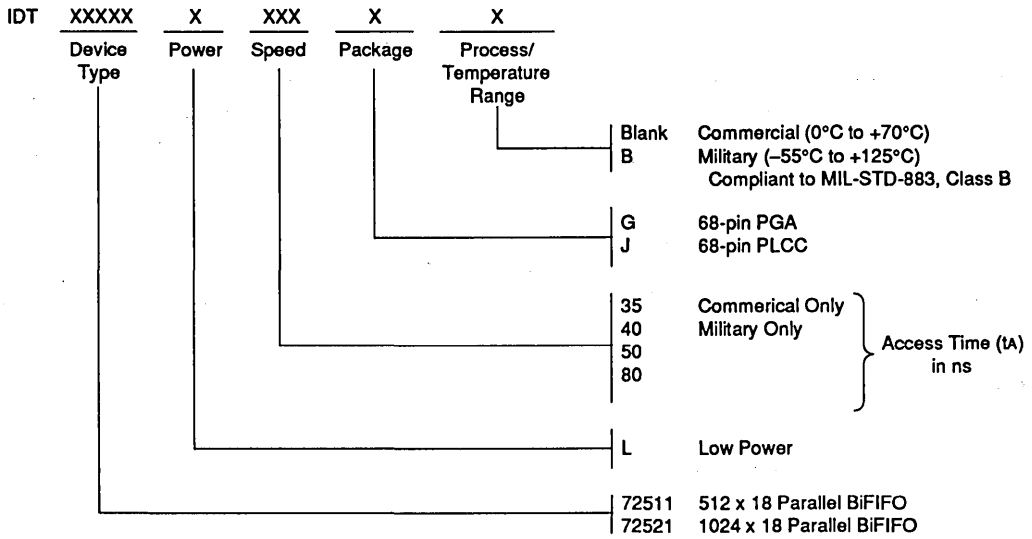 IDT XXXXX X XXX X X
Device Type Power Speed Package Process/ Temperature Range
Blank Commercial (0°C to +70°C)
B Military (–55°C to +125°C)
Compliant to MIL-STD-883, Class B
G 68-pin PGA
J 68-pin PLCC
35 Commerical Only
40 Military Only
50
80
Access Time (tA)
in ns
L Low Power
72511 512 x 18 Parallel BiFIFO
72521 1024 x 18 Parallel BiFIFO